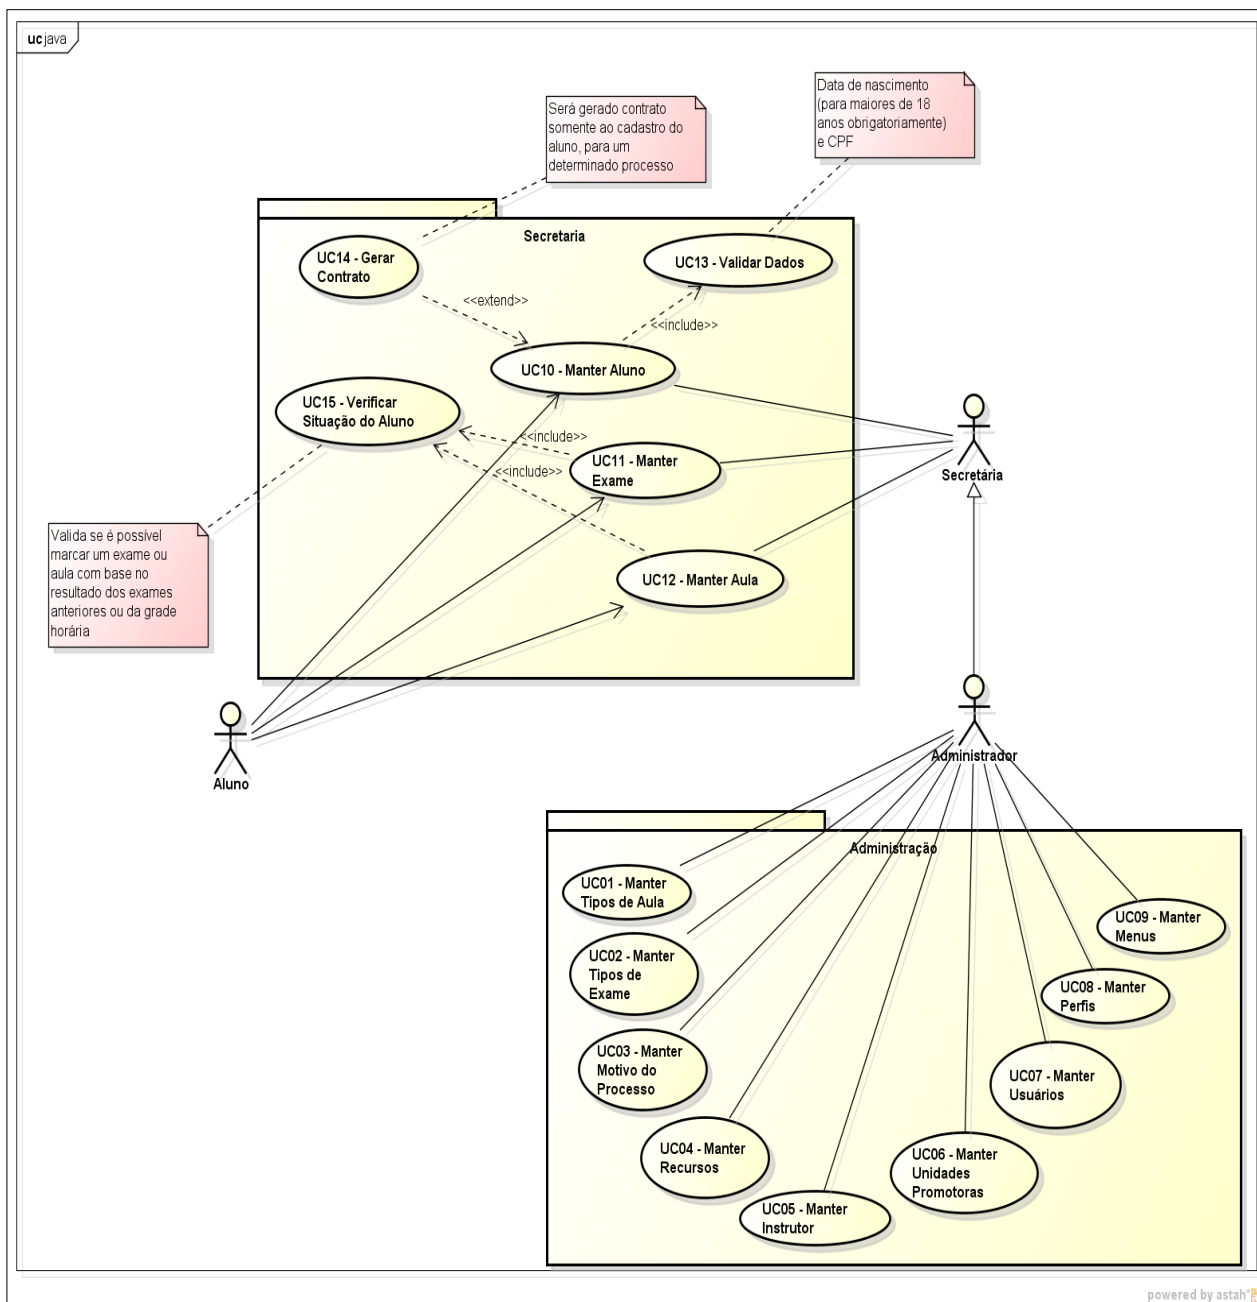 uc java
Data de nascimento
(para maiores de 18
anos obrigatoriamente)
e CPF
Será gerado contrato
somente ao cadastro do
aluno, para um
determinado processo
Secretaria
UC14 - Gerar
Contrato
UC13 - Validar Dados
<<extend>>
<<include>>
UC10 - Manter Aluno
UC15 - Verificar
Situação do Aluno
<<include>>
UC11 - Manter
Exame
<<include>>
Secretária
Valida se é possível
marcar um exame ou
aula com base no
resultado dos exames
anteriores ou da grade
horária
UC12 - Manter Aula
Aluno
Administrador
Administração
UC01 - Manter
Tipos de Aula
UC02 - Manter
Tipos de
Exame
UC03 - Manter
Motivo do
Processo
UC04 - Manter
Recursos
UC05 - Manter
Instrutor
UC06 - Manter
Unidades
Promotoras
UC07 - Manter
Usuários
UC08 - Manter
Perfis
UC09 - Manter
Menus
powered by astah*